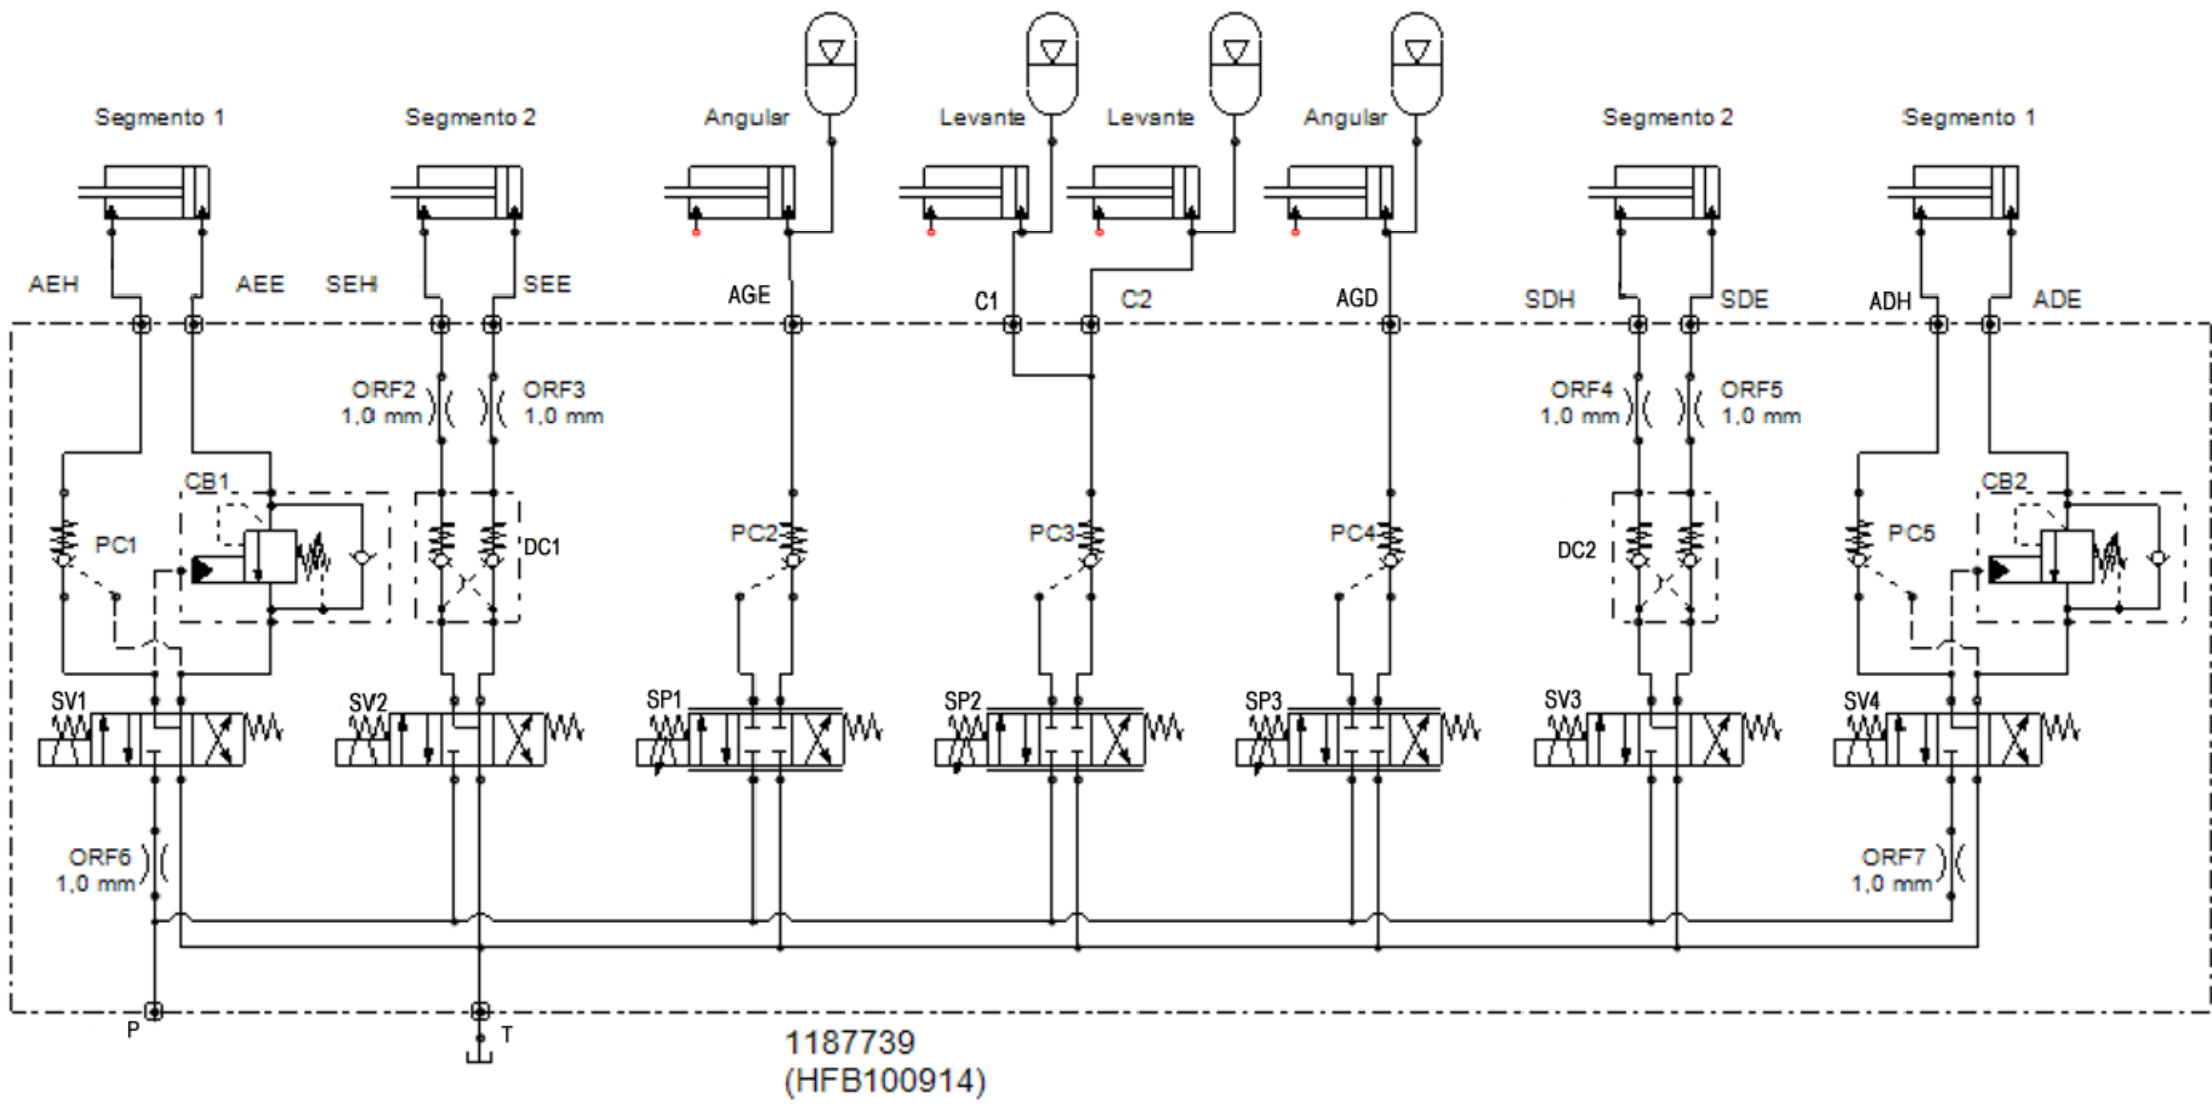 Segmento 1
Segmento 2
Angular
Levante
Levante
Angular
Segmento 2
Segmento 1
AEH
AEE
SEH
SEE
AGE
C1
C2
AGD
SDH
SDE
ADH
ADE
ORF2
1,0 mm
ORF3
1,0 mm
ORF4
1,0 mm
ORF5
1,0 mm
CB1
CB2
PC1
DC1
PC2
PC3
PC4
DC2
PC5
SV1
SV2
SP1
SP2
SP3
SV3
SV4
ORF6
1,0 mm
ORF7
1,0 mm
P
T
1187739
(HFB100914)